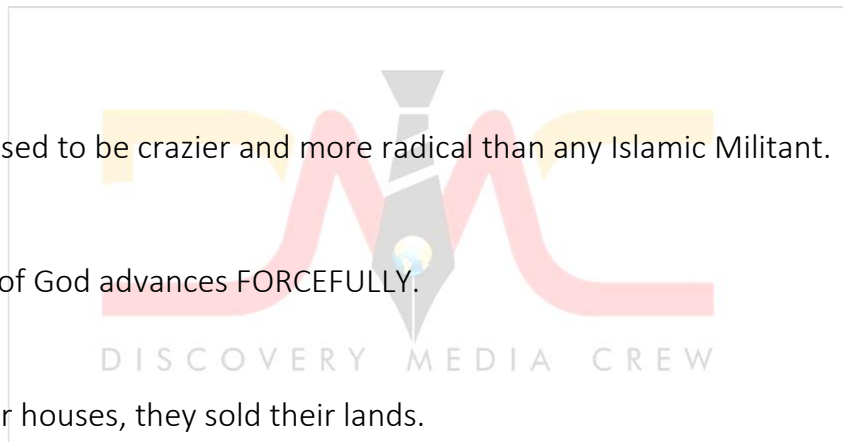 sed to be crazier and more radical than any Islamic Militant.
of God advances FORCEFULLY.
DISCOVERY MEDIA CREW
r houses, they sold their lands.